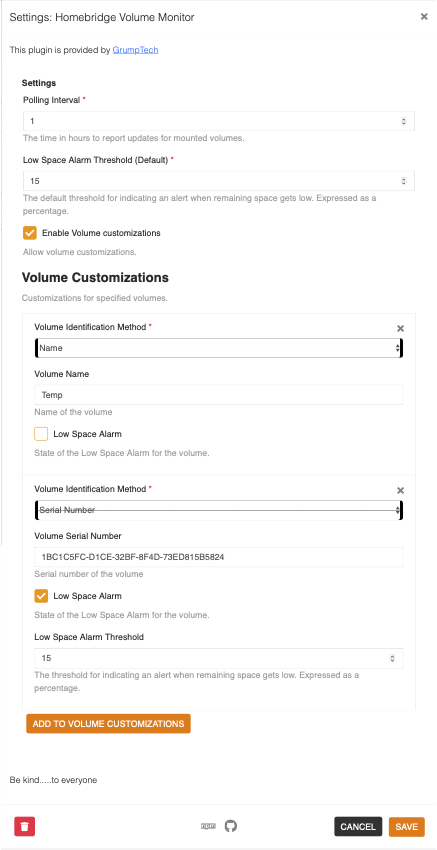 Settings: Homebridge Volume Monitor
×
This plugin is provided by GrumpTech
Settings
Polling Interval *
1
The time in hours to report updates for mounted volumes.
Low Space Alarm Threshold (Default) *
15
The default threshold for indicating an alert when remaining space gets low. Expressed as a
percentage.
Enable Volume customizations
Allow volume customizations.
Volume Customizations
Customizations for specified volumes.
Volume Identification Method *
Name
Volume Name
Temp
Name of the volume
Low Space Alarm
State of the Low Space Alarm for the volume.
Volume Identification Method *
Serial Number
Volume Serial Number
1BC1C5FC-D1CE-32BF-8F4D-73ED815B5824
Serial number of the volume
Low Space Alarm
State of the Low Space Alarm for the volume.
Low Space Alarm Threshold
15
The threshold for indicating an alert when remaining space gets low. Expressed as a
percentage.
ADD TO VOLUME CUSTOMIZATIONS
Be kind.....to everyone
npm
CANCEL
SAVE